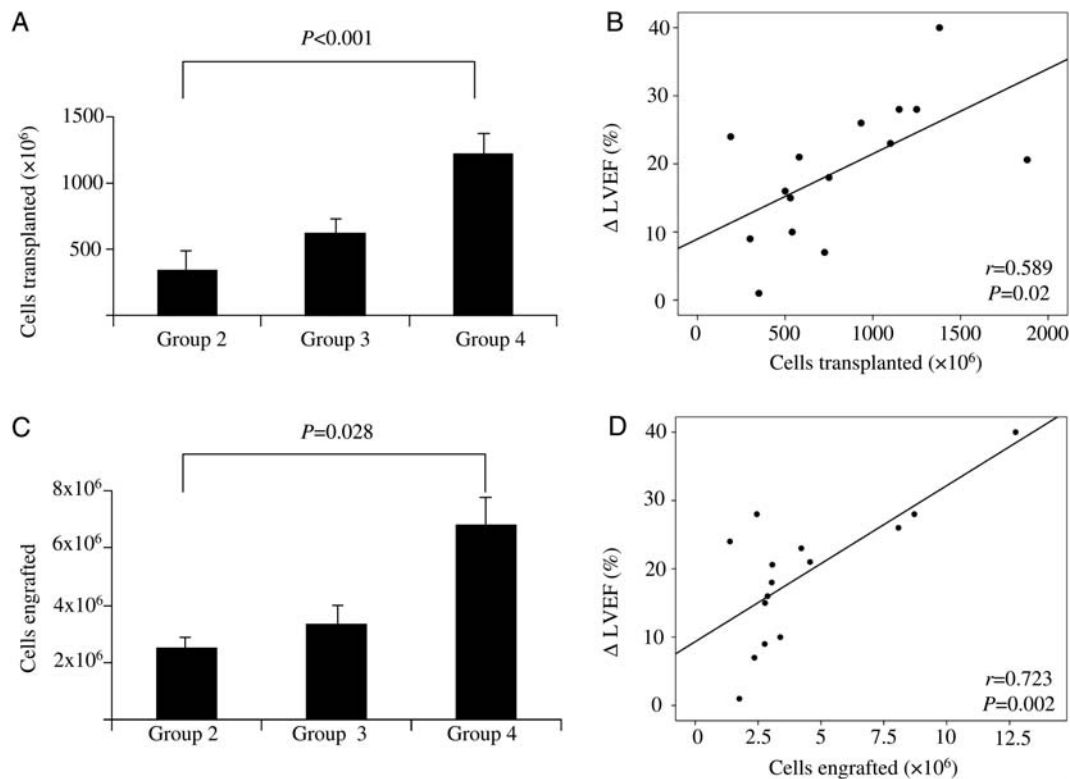 A
P<0.001
Cells transplanted (×10⁶)
1500
1000
500
Group 2 Group 3 Group 4
B
Δ LVEF (%)
40
30
20
10
0
r=0.589
P=0.02
0 500 1000 1500 2000
Cells transplanted (×10⁶)
C
P=0.028
Cells engrafted
8x10⁶
6x10⁶
4x10⁶
2x10⁶
Group 2 Group 3 Group 4
D
Δ LVEF (%)
40
30
20
10
0
r=0.723
P=0.002
0 2.5 5 7.5 10 12.5
Cells engrafted (×10⁶)